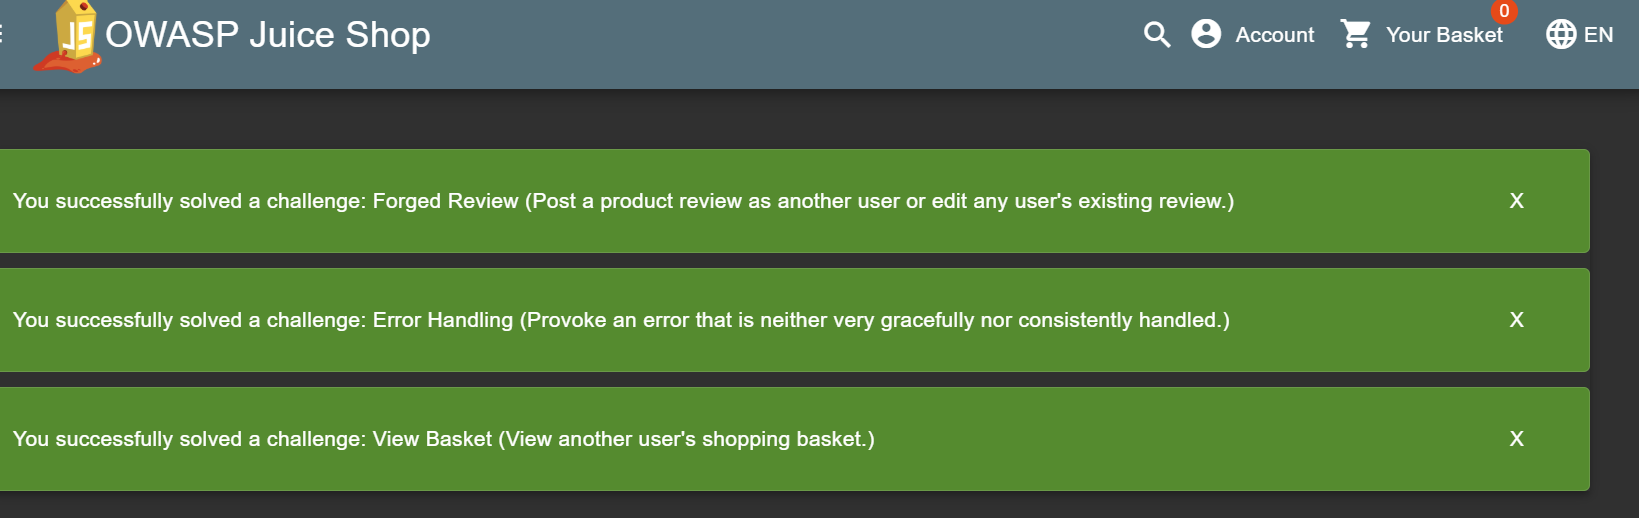 JS OWASP Juice Shop Account Your Basket 0 EN
You successfully solved a challenge: Forged Review (Post a product review as another user or edit any user's existing review.) X
You successfully solved a challenge: Error Handling (Provoke an error that is neither very gracefully nor consistently handled.) X
You successfully solved a challenge: View Basket (View another user's shopping basket.) X